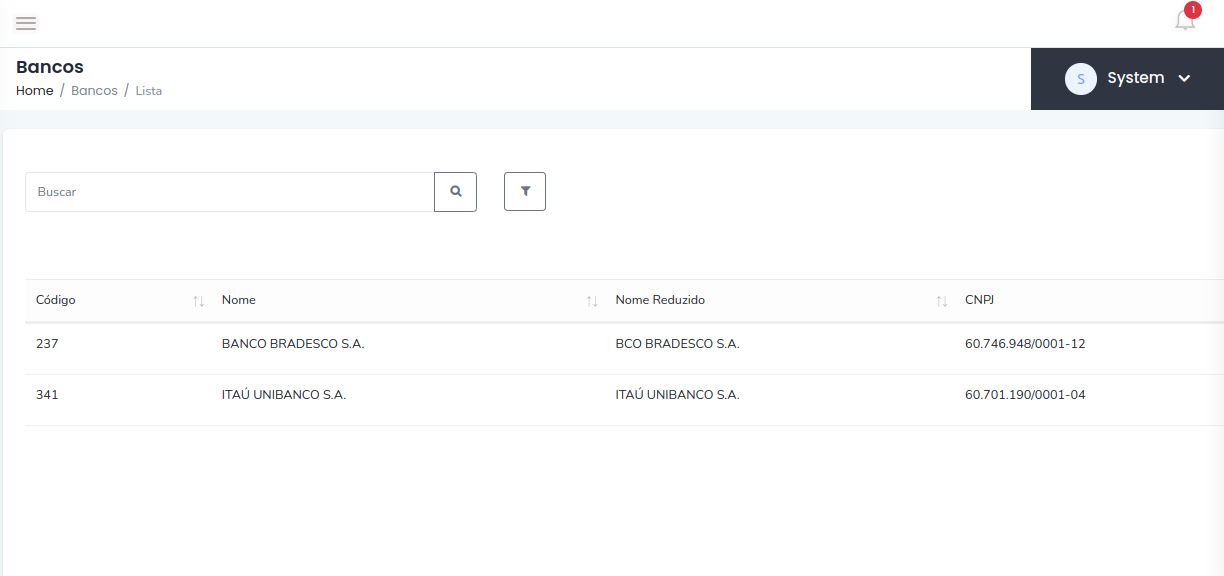 1
Bancos
Home / Bancos / Lista
S System
Buscar
Código Nome Nome Reduzido CNPJ
237 BANCO BRADESCO S.A. BCO BRADESCO S.A. 60.746.948/0001-12
341 ITAÚ UNIBANCO S.A. ITAÚ UNIBANCO S.A. 60.701.190/0001-04